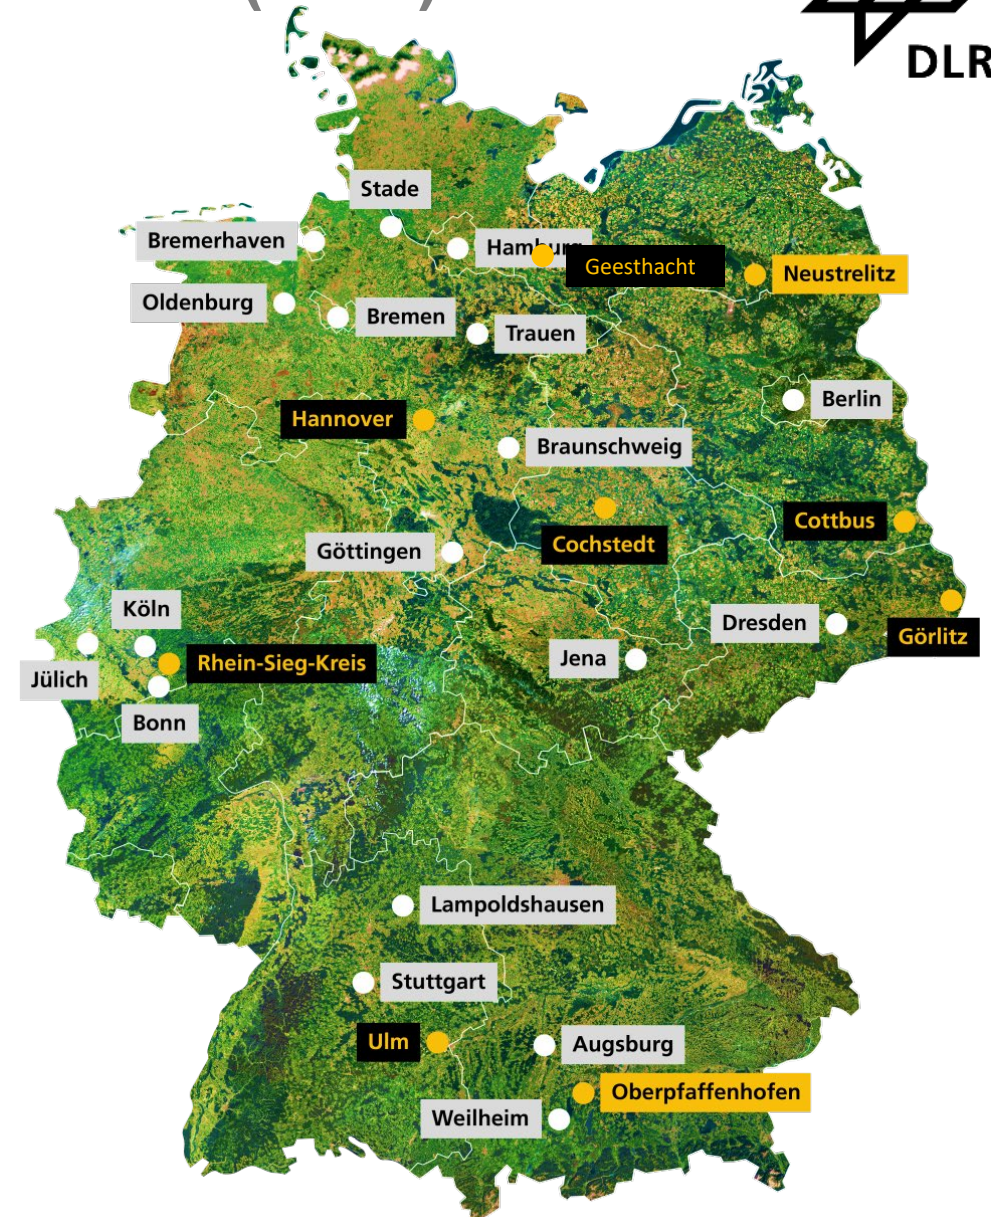 DLR
Stade
Bremerhaven
Hamburg
Geesthacht
Neustrelitz
Oldenburg
Bremen
Trauen
Berlin
Hannover
Braunschweig
Cottbus
Cochstedt
Göttingen
Köln
Dresden
Görlitz
Jena
Rhein-Sieg-Kreis
Jülich
Bonn
Lampoldshausen
Stuttgart
Ulm
Augsburg
Oberpfaffenhofen
Weilheim